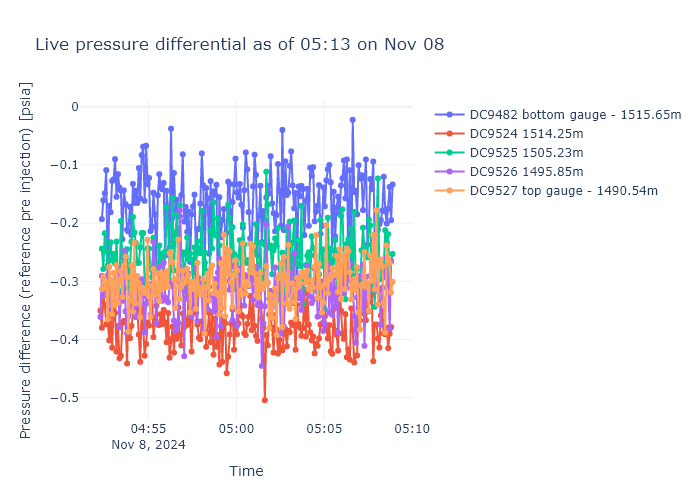 Live pressure differential as of 05:13 on Nov 08
Pressure difference (reference pre injection) [psia]
0
−0.1
−0.2
−0.3
−0.4
−0.5
04:55
05:00
05:05
05:10
Nov 8, 2024
Time
DC9482 bottom gauge - 1515.65m
DC9524 1514.25m
DC9525 1505.23m
DC9526 1495.85m
DC9527 top gauge - 1490.54m